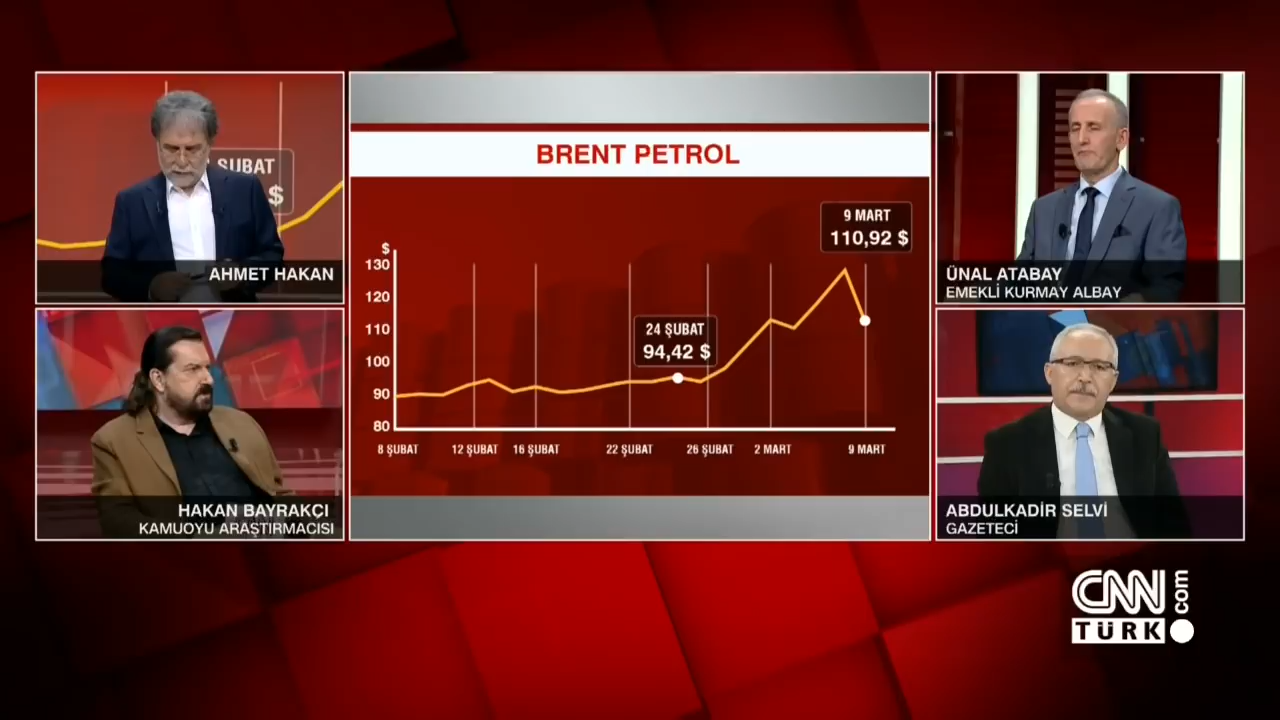 ŞUBAT
$
AHMET HAKAN
HAKAN BAYRAKÇI
KAMUOYU ARAŞTIRMACISI
BRENT PETROL
9 MART
110,92 $
24 ŞUBAT
94,42 $
$
130
120
110
100
90
80
8 ŞUBAT 12 ŞUBAT 16 ŞUBAT 22 ŞUBAT 26 ŞUBAT 2 MART 9 MART
ÜNAL ATABAY
EMEKLİ KURMAY ALBAY
ABDULKADİR SELVİ
GAZETECİ
CNN
TÜRK
.com